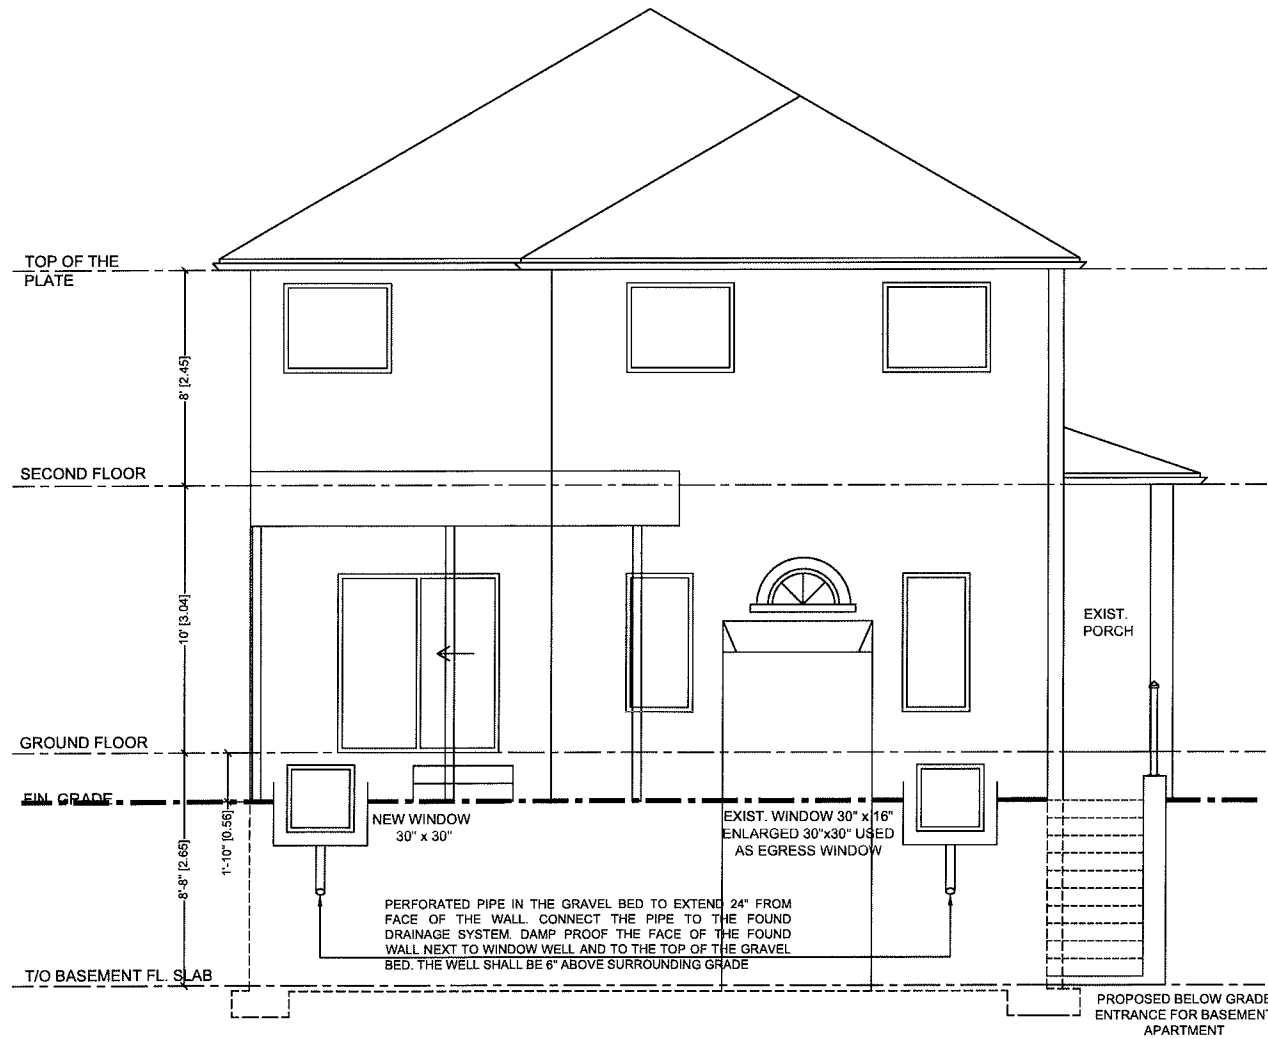 TOP OF THE
PLATE
8' [2.45]
SECOND FLOOR
10' [3.04]
EXIST.
PORCH
GROUND FLOOR
FIN. GRADE
1'-10" [0.56]
8'-8" [2.65]
NEW WINDOW
30" x 30"
EXIST. WINDOW 30" x 16"
ENLARGED 30"x30" USED
AS EGRESS WINDOW
PERFORATED PIPE IN THE GRAVEL BED TO EXTEND 24" FROM
FACE OF THE WALL. CONNECT THE PIPE TO THE FOUND
DRAINAGE SYSTEM. DAMP PROOF THE FACE OF THE FOUND
WALL NEXT TO WINDOW WELL AND TO THE TOP OF THE GRAVEL
BED. THE WELL SHALL BE 6" ABOVE SURROUNDING GRADE
T/O BASEMENT FL. SLAB
PROPOSED BELOW GRADE
ENTRANCE FOR BASEMENT
APARTMENT